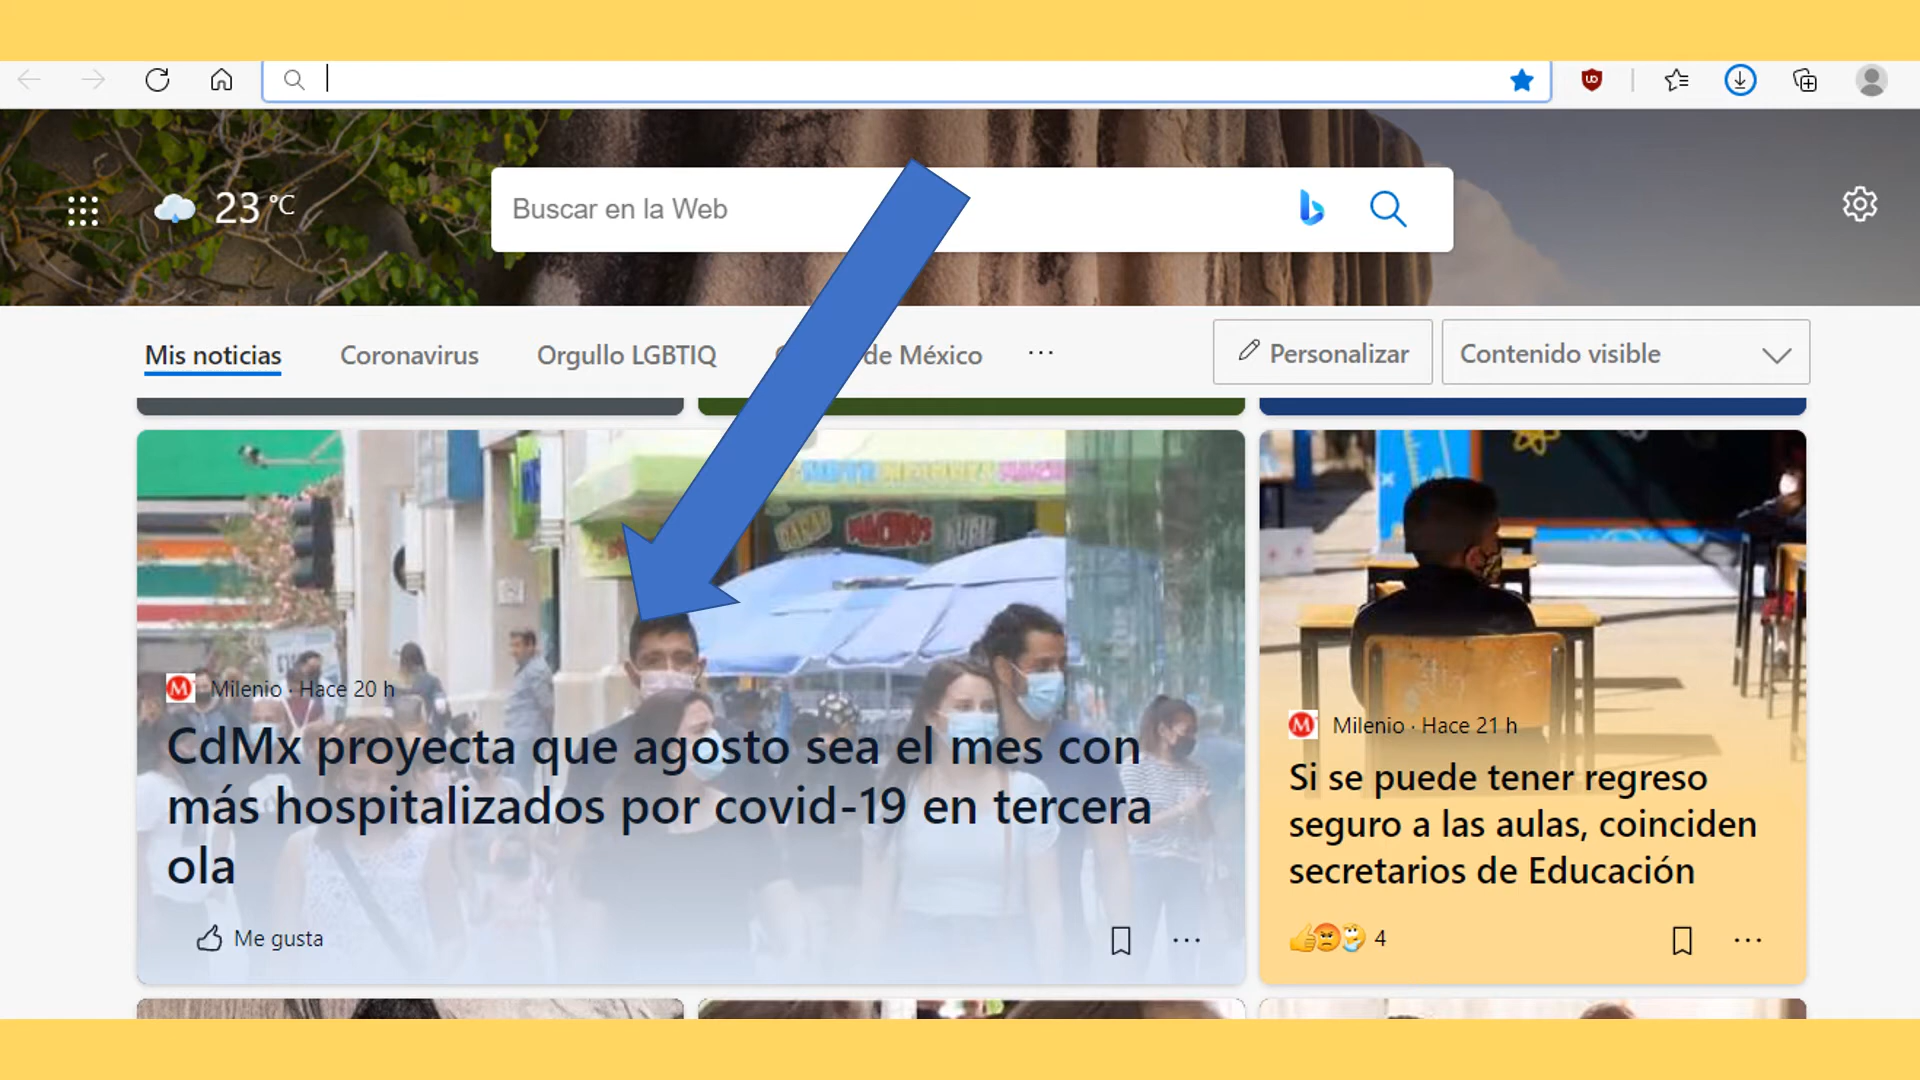 23 °C
Buscar en la Web
Mis noticias
Coronavirus
Orgullo LGBTIQ
de México
Personalizar
Contenido visible
NACHOS
Milenio · Hace 20 h
CdMx proyecta que agosto sea el mes con
más hospitalizados por covid-19 en tercera
ola
Me gusta
Milenio · Hace 21 h
Si se puede tener regreso
seguro a las aulas, coinciden
secretarios de Educación
4